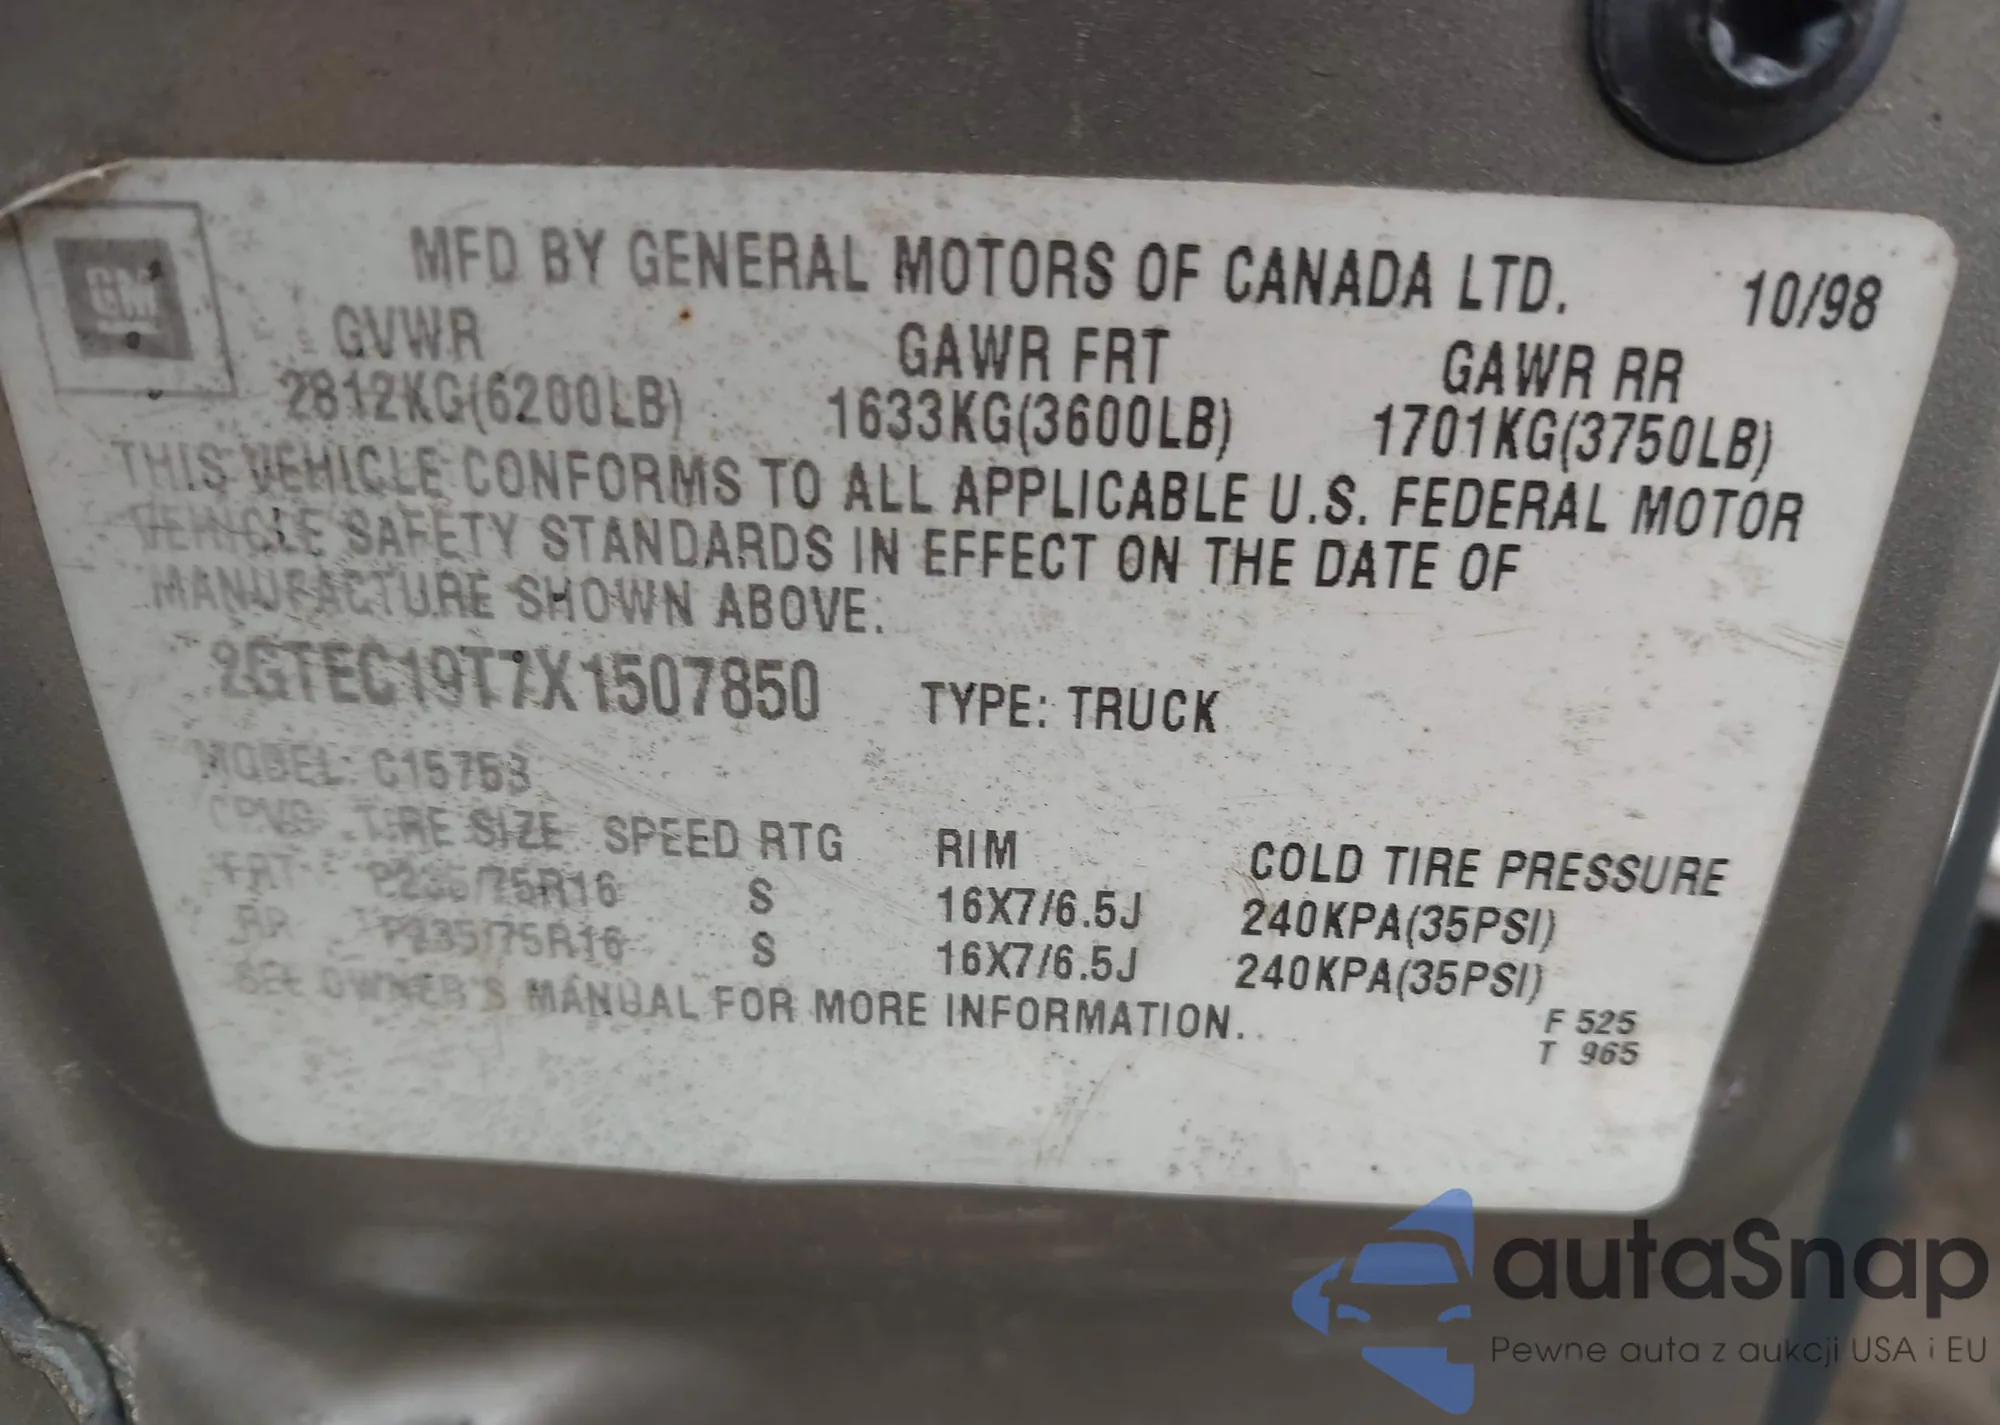 GM
MFD BY GENERAL MOTORS OF CANADA LTD. 10/98
GVWR GAWR FRT GAWR RR
2812KG(6200LB) 1633KG(3600LB) 1701KG(3750LB)
THIS VEHICLE CONFORMS TO ALL APPLICABLE U.S. FEDERAL MOTOR
VEHICLE SAFETY STANDARDS IN EFFECT ON THE DATE OF
MANUFACTURE SHOWN ABOVE.
2GTEC19T7X1507850 TYPE: TRUCK
MODEL: C15753
TIRE SIZE SPEED RTG RIM COLD TIRE PRESSURE
FRT P235/75R16 S 16X7/6.5J 240KPA(35PSI)
RR P235/75R16 S 16X7/6.5J 240KPA(35PSI)
SEE OWNER'S MANUAL FOR MORE INFORMATION.
F 525
T 965
autaSnap
Pewne auta z aukcji USA i EU